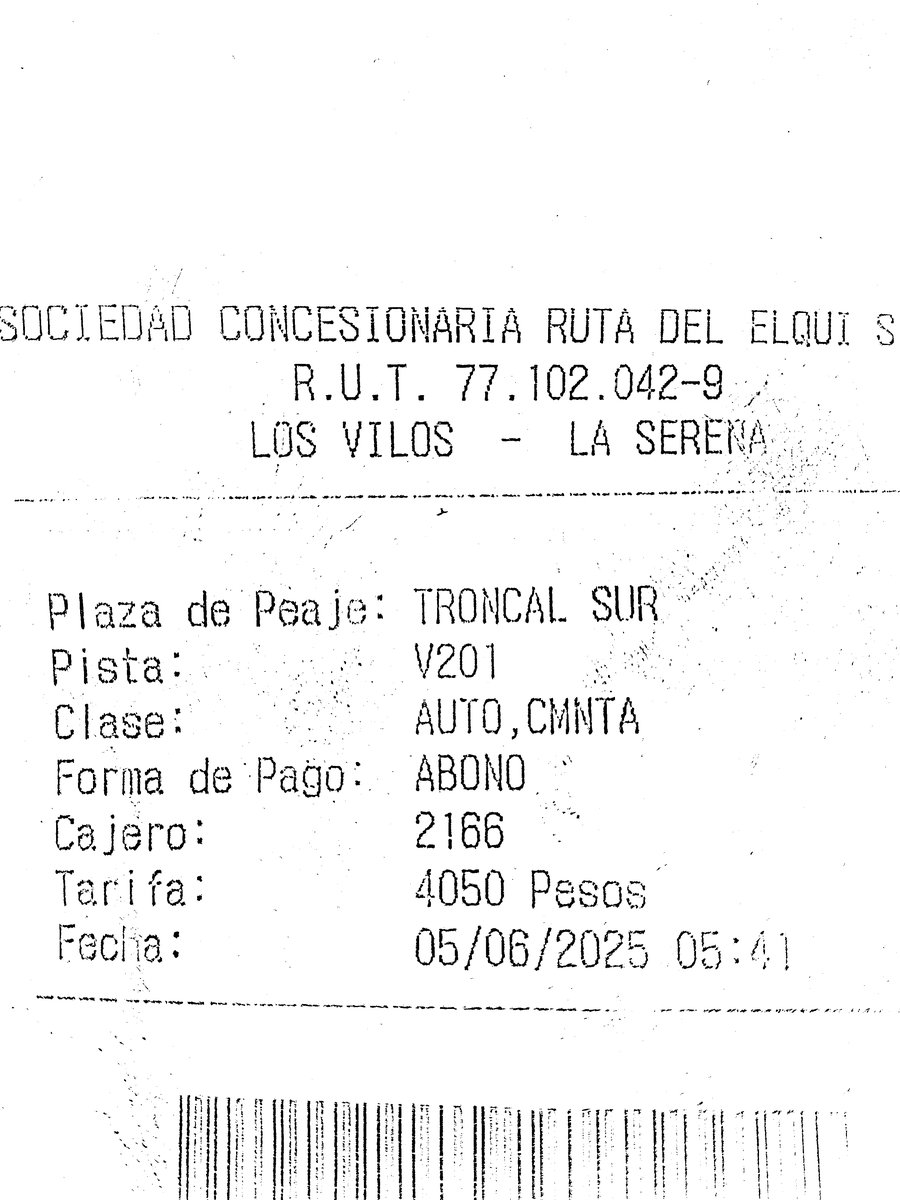 SOCIEDAD CONCESIONARIA RUTA DEL ELQUI S
R.U.T. 77.102.042-9
LOS VILOS - LA SERENA
Plaza de Peaje: TRONCAL SUR
Pista: V201
Clase: AUTO,CMNTA
Forma de Pago: ABONO
Cajero: 2166
Tarifa: 4050 Pesos
Fecha: 05/06/2025 05:41